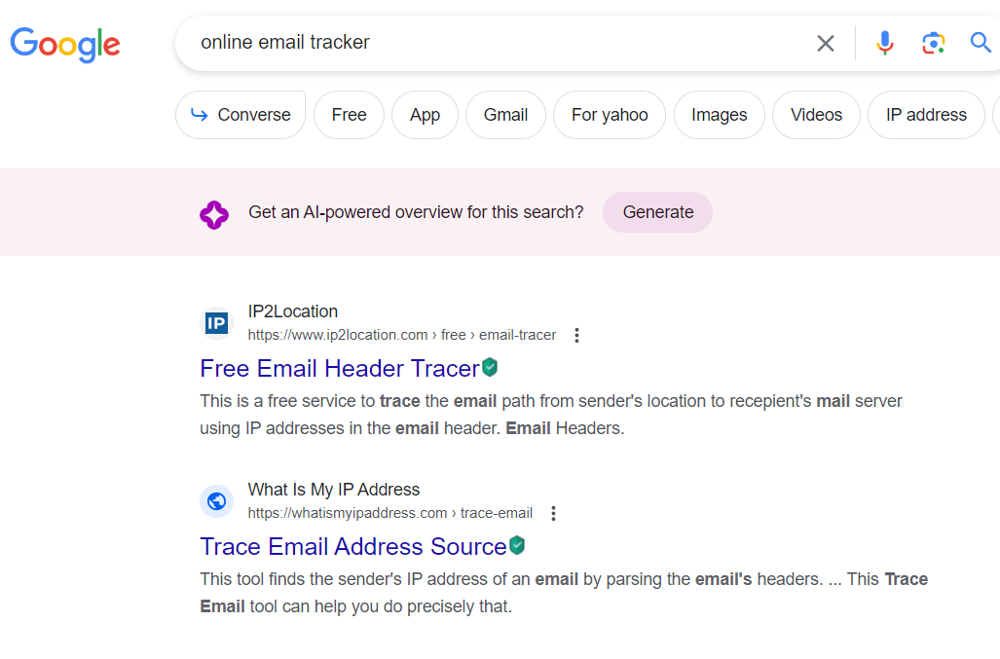 Google
online email tracker
Converse
Free
App
Gmail
For yahoo
Images
Videos
IP address
Get an AI-powered overview for this search?
Generate
IP
IP2Location
https://www.ip2location.com › free › email-tracer
Free Email Header Tracer
This is a free service to trace the email path from sender's location to recepient's mail server
using IP addresses in the email header. Email Headers.
What Is My IP Address
https://whatismyipaddress.com › trace-email
Trace Email Address Source
This tool finds the sender's IP address of an email by parsing the email's headers. ... This Trace
Email tool can help you do precisely that.